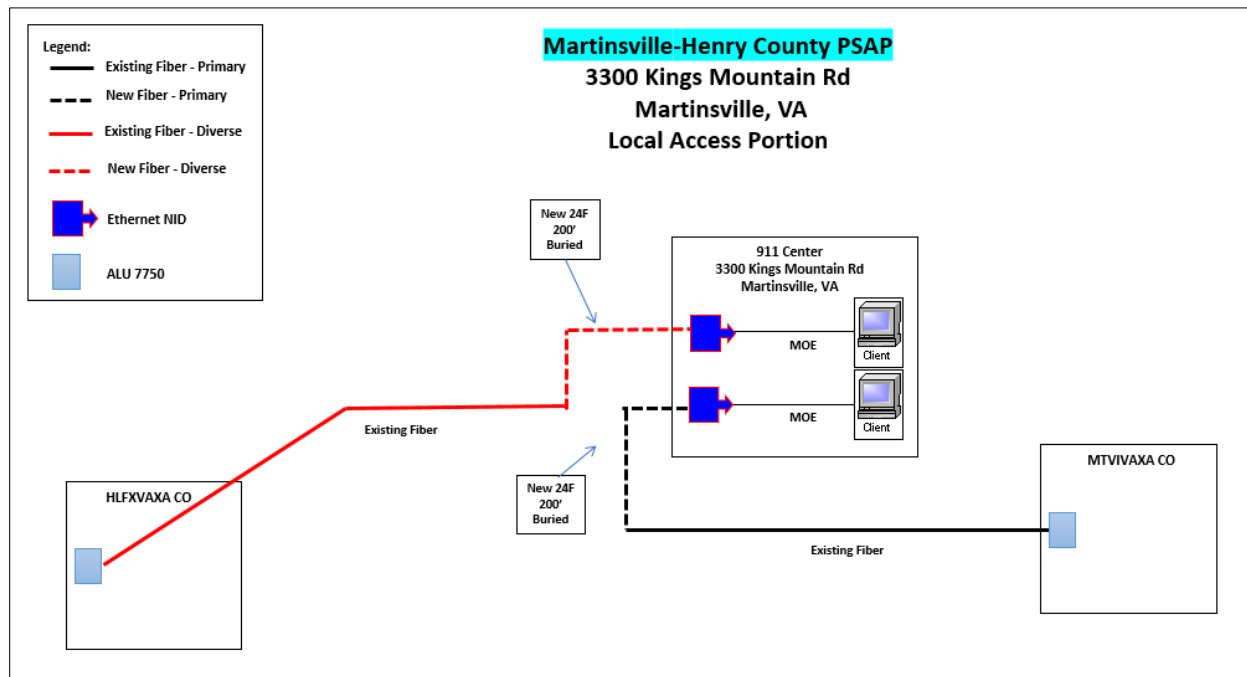 Legend:
Existing Fiber - Primary
New Fiber - Primary
Existing Fiber - Diverse
New Fiber - Diverse
Ethernet NID
ALU 7750
Martinsville-Henry County PSAP
3300 Kings Mountain Rd
Martinsville, VA
Local Access Portion
New 24F
200'
Buried
911 Center
3300 Kings Mountain Rd
Martinsville, VA
MOE
Client
MOE
Client
Existing Fiber
HLFXVAXA CO
New 24F
200'
Buried
Existing Fiber
MTVIVAXA CO